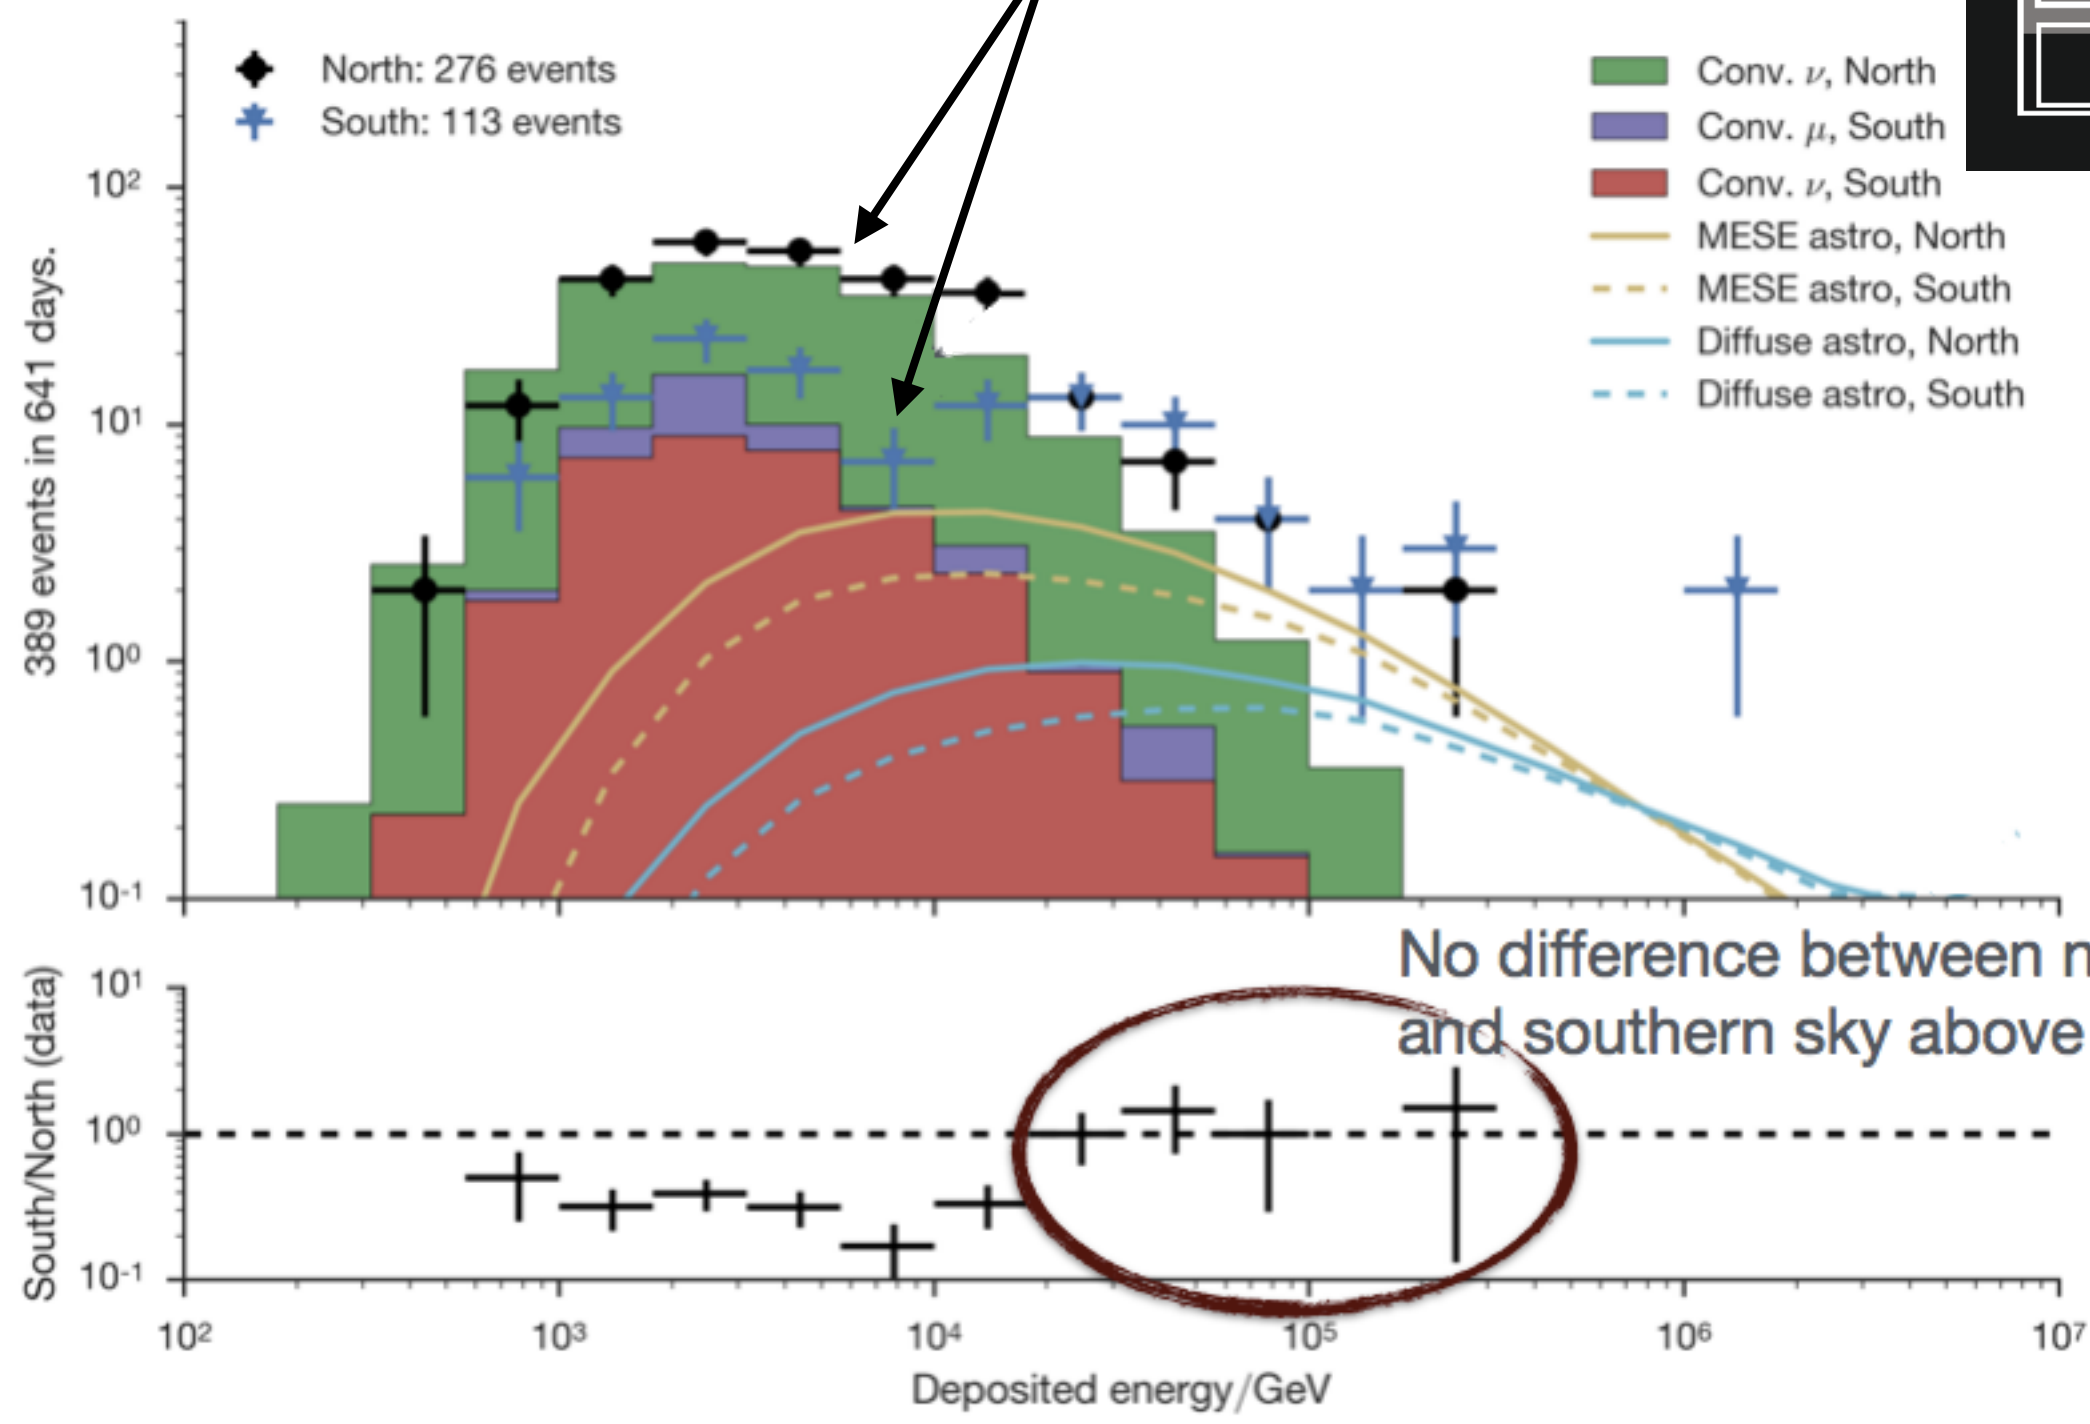 North: 276 events
South: 113 events
Conv. ν, North
Conv. μ, South
Conv. ν, South
MESE astro, North
MESE astro, South
Diffuse astro, North
Diffuse astro, South
389 events in 641 days.
10²
10¹
10⁰
10⁻¹
No difference between n
and southern sky above
South/North (data)
10¹
10⁰
10⁻¹
10² 10³ 10⁴ 10⁵ 10⁶ 10⁷
Deposited energy/GeV